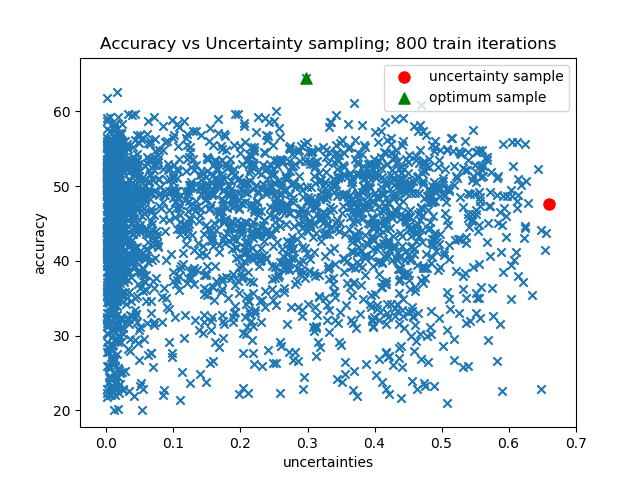 Accuracy vs Uncertainty sampling; 800 train iterations
uncertainty sample
optimum sample
60
50
40
30
20
accuracy
0.0 0.1 0.2 0.3 0.4 0.5 0.6 0.7
uncertainties